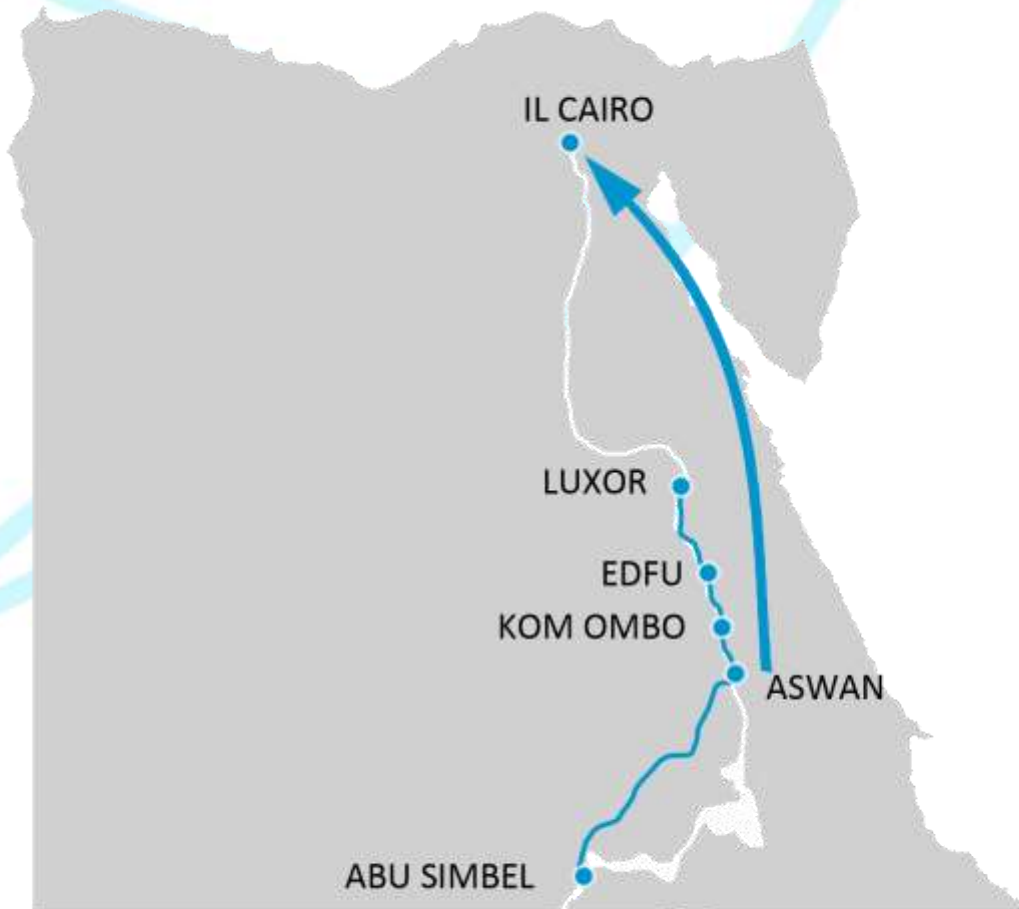 IL CAIRO
LUXOR
EDFU
KOM OMBO
ASWAN
ABU SIMBEL